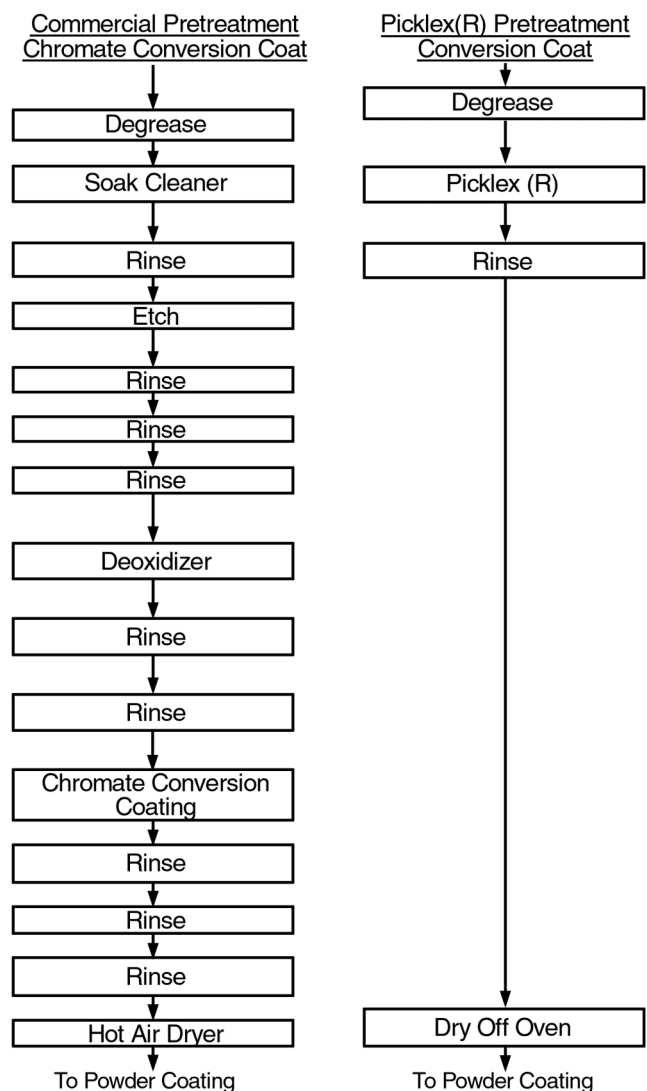 Commercial Pretreatment
Chromate Conversion Coat
Degrease
Soak Cleaner
Rinse
Etch
Rinse
Rinse
Rinse
Deoxidizer
Rinse
Rinse
Chromate Conversion
Coating
Rinse
Rinse
Rinse
Hot Air Dryer
To Powder Coating
Picklex(R) Pretreatment
Conversion Coat
Degrease
Picklex (R)
Rinse
Dry Off Oven
To Powder Coating